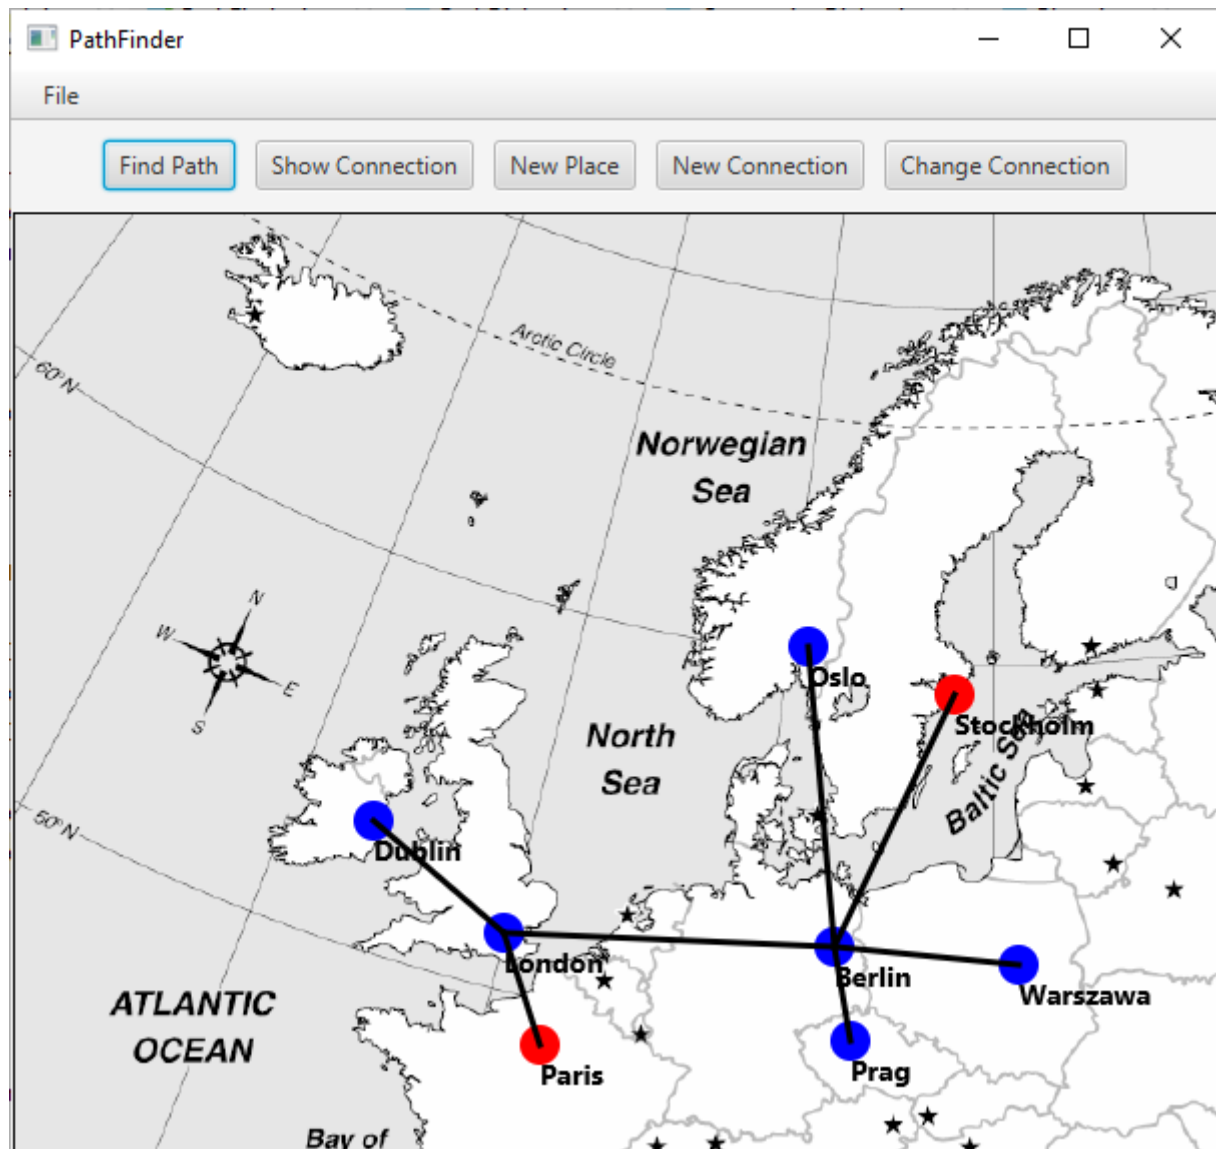 PathFinder
File
Find Path
Show Connection
New Place
New Connection
Change Connection
Arctic Circle
60°N
Norwegian
Sea
N
W
E
S
Oslo
Stockholm
North
Sea
Baltic Sea
50°N
Dublin
London
Berlin
Warszawa
ATLANTIC
OCEAN
Paris
Prag
Bay of